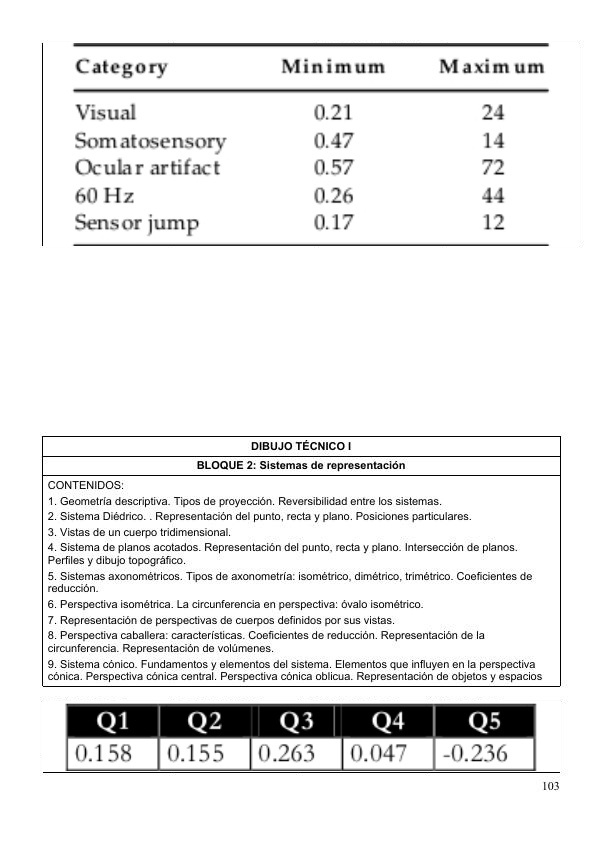 Category Minimum Maximum
Visual 0.21 24
Somatosensory 0.47 14
Ocular artifact 0.57 72
60 Hz 0.26 44
Sensor jump 0.17 12
DIBUJO TÉCNICO I
BLOQUE 2: Sistemas de representación
CONTENIDOS:
1. Geometría descriptiva. Tipos de proyección. Reversibilidad entre los sistemas.
2. Sistema Diédrico. . Representación del punto, recta y plano. Posiciones particulares.
3. Vistas de un cuerpo tridimensional.
4. Sistema de planos acotados. Representación del punto, recta y plano. Intersección de planos.
Perfiles y dibujo topográfico.
5. Sistemas axonométricos. Tipos de axonometría: isométrico, dimétrico, trimétrico. Coeficientes de
reducción.
6. Perspectiva isométrica. La circunferencia en perspectiva: óvalo isométrico.
7. Representación de perspectivas de cuerpos definidos por sus vistas.
8. Perspectiva caballera: características. Coeficientes de reducción. Representación de la
circunferencia. Representación de volúmenes.
9. Sistema cónico. Fundamentos y elementos del sistema. Elementos que influyen en la perspectiva
cónica. Perspectiva cónica central. Perspectiva cónica oblicua. Representación de objetos y espacios
Q1 Q2 Q3 Q4 Q5
0.158 0.155 0.263 0.047 -0.236
103